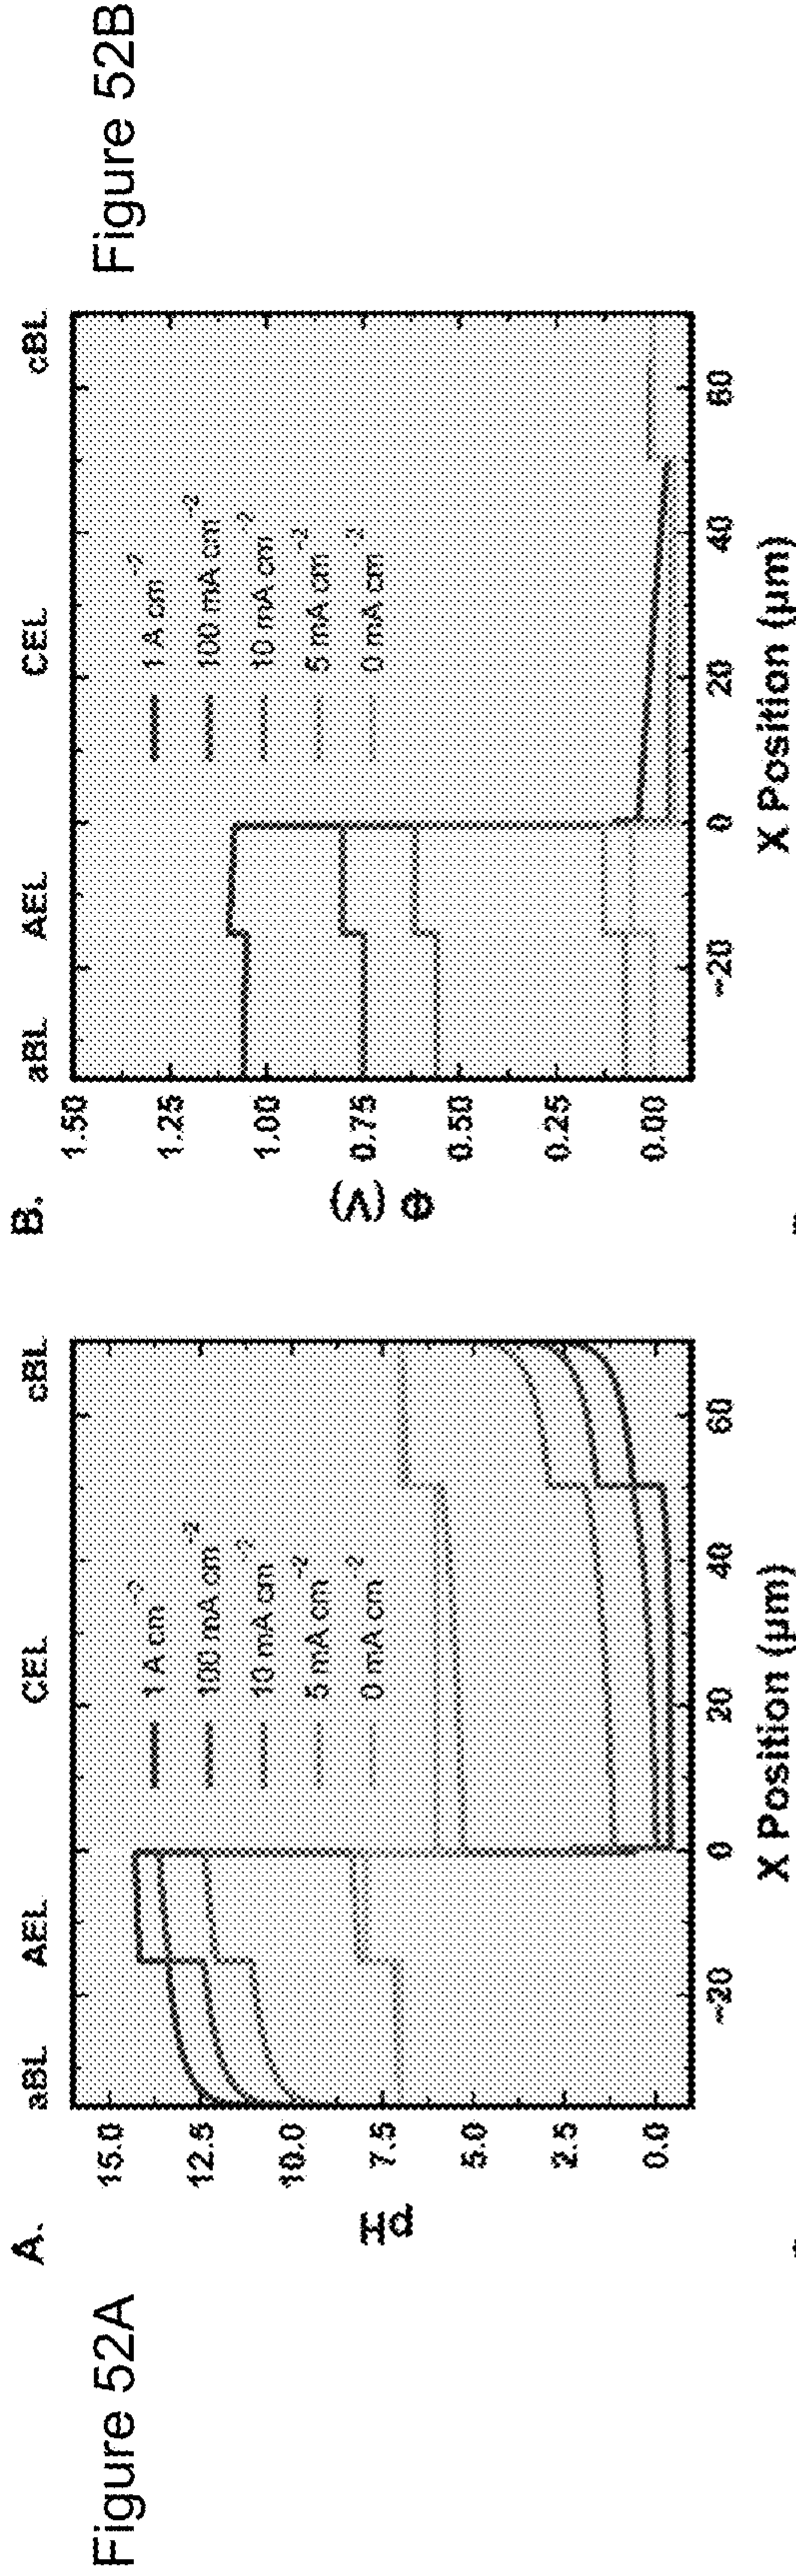 Figure 52A
A.
aBL AEL CEL cBL
15.0
12.5
10.0
7.5
5.0
2.5
0.0
pH
1 A cm⁻²
100 mA cm⁻²
10 mA cm⁻²
5 mA cm⁻²
0 mA cm⁻²
−20 0 20 40 60
X Position (µm)
Figure 52B
B.
aBL AEL CEL cBL
1.50
1.25
1.00
0.75
0.50
0.25
0.00
(V)
1 A cm⁻²
100 mA cm⁻²
10 mA cm⁻²
5 mA cm⁻²
0 mA cm⁻²
−20 0 20 40 60
X Position (µm)